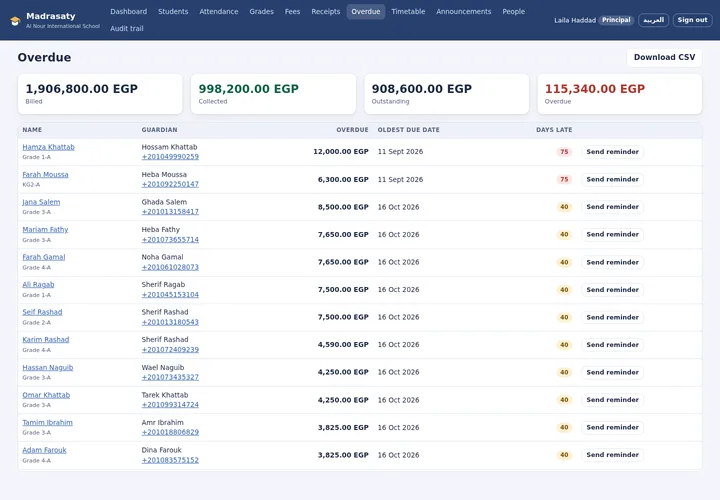 Madrasaty
Al Nour International School
Dashboard Students Attendance Grades Fees Receipts Overdue Timetable Announcements People
Audit trail
Laila Haddad Principal العربية Sign out
Overdue
Download CSV
1,906,800.00 EGP
Billed
998,200.00 EGP
Collected
908,600.00 EGP
Outstanding
115,340.00 EGP
Overdue
NAME GUARDIAN OVERDUE OLDEST DUE DATE DAYS LATE
Hamza Khattab Hossam Khattab 12,000.00 EGP 11 Sept 2026 75 Send reminder
Grade 1-A +201049990259
Farah Moussa Heba Moussa 6,300.00 EGP 11 Sept 2026 75 Send reminder
KG2-A +201092250147
Jana Salem Ghada Salem 8,500.00 EGP 16 Oct 2026 40 Send reminder
Grade 3-A +201013158417
Mariam Fathy Heba Fathy 7,650.00 EGP 16 Oct 2026 40 Send reminder
Grade 3-A +201073655714
Farah Gamal Noha Gamal 7,650.00 EGP 16 Oct 2026 40 Send reminder
Grade 4-A +201061028073
Ali Ragab Sherif Ragab 7,500.00 EGP 16 Oct 2026 40 Send reminder
Grade 1-A +201045153104
Seif Rashad Sherif Rashad 7,500.00 EGP 16 Oct 2026 40 Send reminder
Grade 2-A +201013180543
Karim Rashad Sherif Rashad 4,590.00 EGP 16 Oct 2026 40 Send reminder
Grade 4-A +201072409239
Hassan Naguib Wael Naguib 4,250.00 EGP 16 Oct 2026 40 Send reminder
Grade 3-A +201073435327
Omar Khattab Tarek Khattab 4,250.00 EGP 16 Oct 2026 40 Send reminder
Grade 3-A +201099314724
Tamim Ibrahim Amr Ibrahim 3,825.00 EGP 16 Oct 2026 40 Send reminder
Grade 3-A +201018806829
Adam Farouk Dina Farouk 3,825.00 EGP 16 Oct 2026 40 Send reminder
Grade 4-A +201083575152